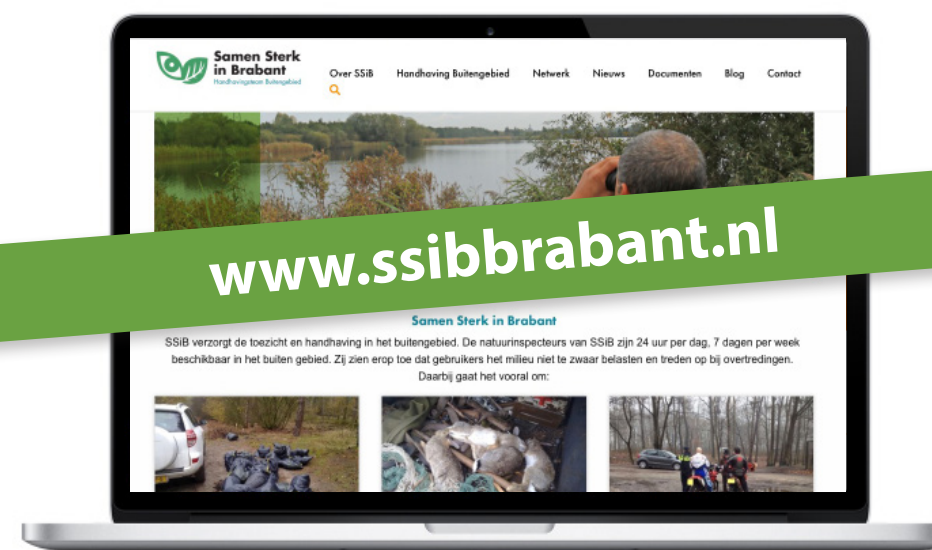 Samen Sterk
in Brabant
Handhavingsteam Buitengebied
Over SSiB Handhaving Buitengebied Netwerk Nieuws Documenten Blog Contact
www.ssibbrabant.nl
Samen Sterk in Brabant
SSiB verzorgt de toezicht en handhaving in het buitengebied. De natuurinspecteurs van SSiB zijn 24 uur per dag, 7 dagen per week
beschikbaar in het buiten gebied. Zij zien erop toe dat gebruikers het milieu niet te zwaar belasten en treden op bij overtredingen.
Daarbij gaat het vooral om: